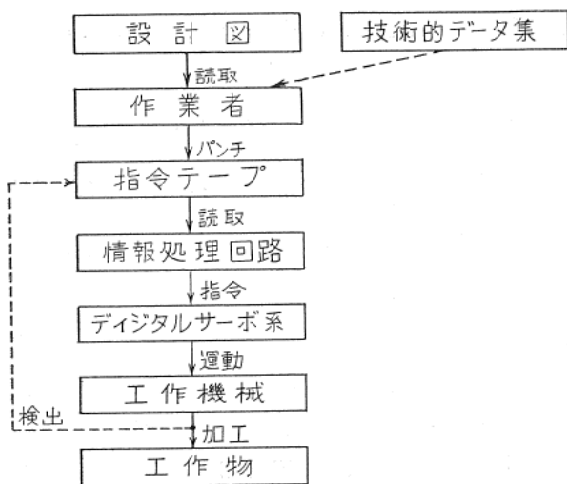 設計図
技術的データ集
読取
作業者
パンチ
指令テープ
読取
情報処理回路
指令
ディジタルサーボ系
運動
工作機械
検出
加工
工作物